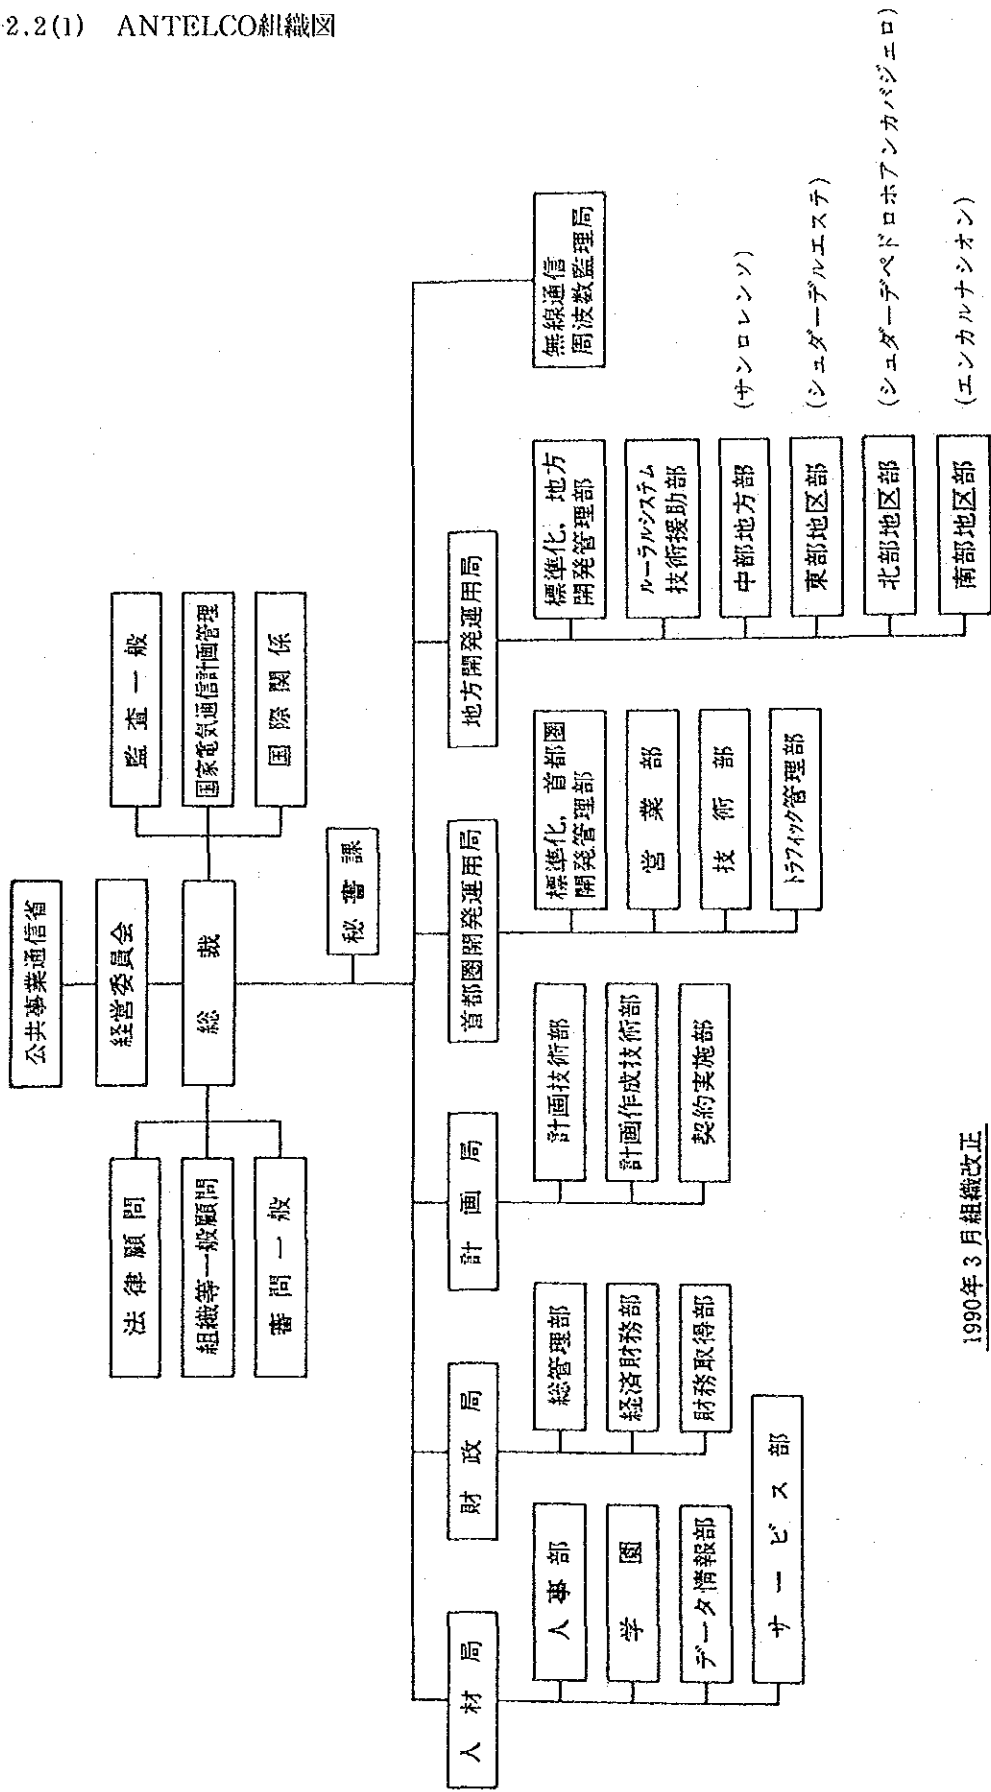 2.2(1) ANTELCO組織図
公共事業通信省
経営委員会
総裁
法律顧問
組織等一般顧問
審問一般
監査一般
国家電気通信計画管理
国際関係
秘書課
人材局
人事部
学園
データ情報部
サービス部
財政局
総管理部
経済財務部
財務取得部
計画局
計画技術部
計画作成技術部
契約実施部
首都圏開発運用局
標準化,首都圏
開発管理部
営業部
技術部
トラフィック管理部
地方開発運用局
標準化,地方
開発管理部
ルーラルシステム
技術援助部
中部地方部 (サンロレンソ)
東部地区部 (シュダーデルエステ)
北部地区部 (シュダーデペドロホアンカバジェロ)
南部地区部 (エンカルナシオン)
無線通信
周波数監理局
1990年3月組織改正